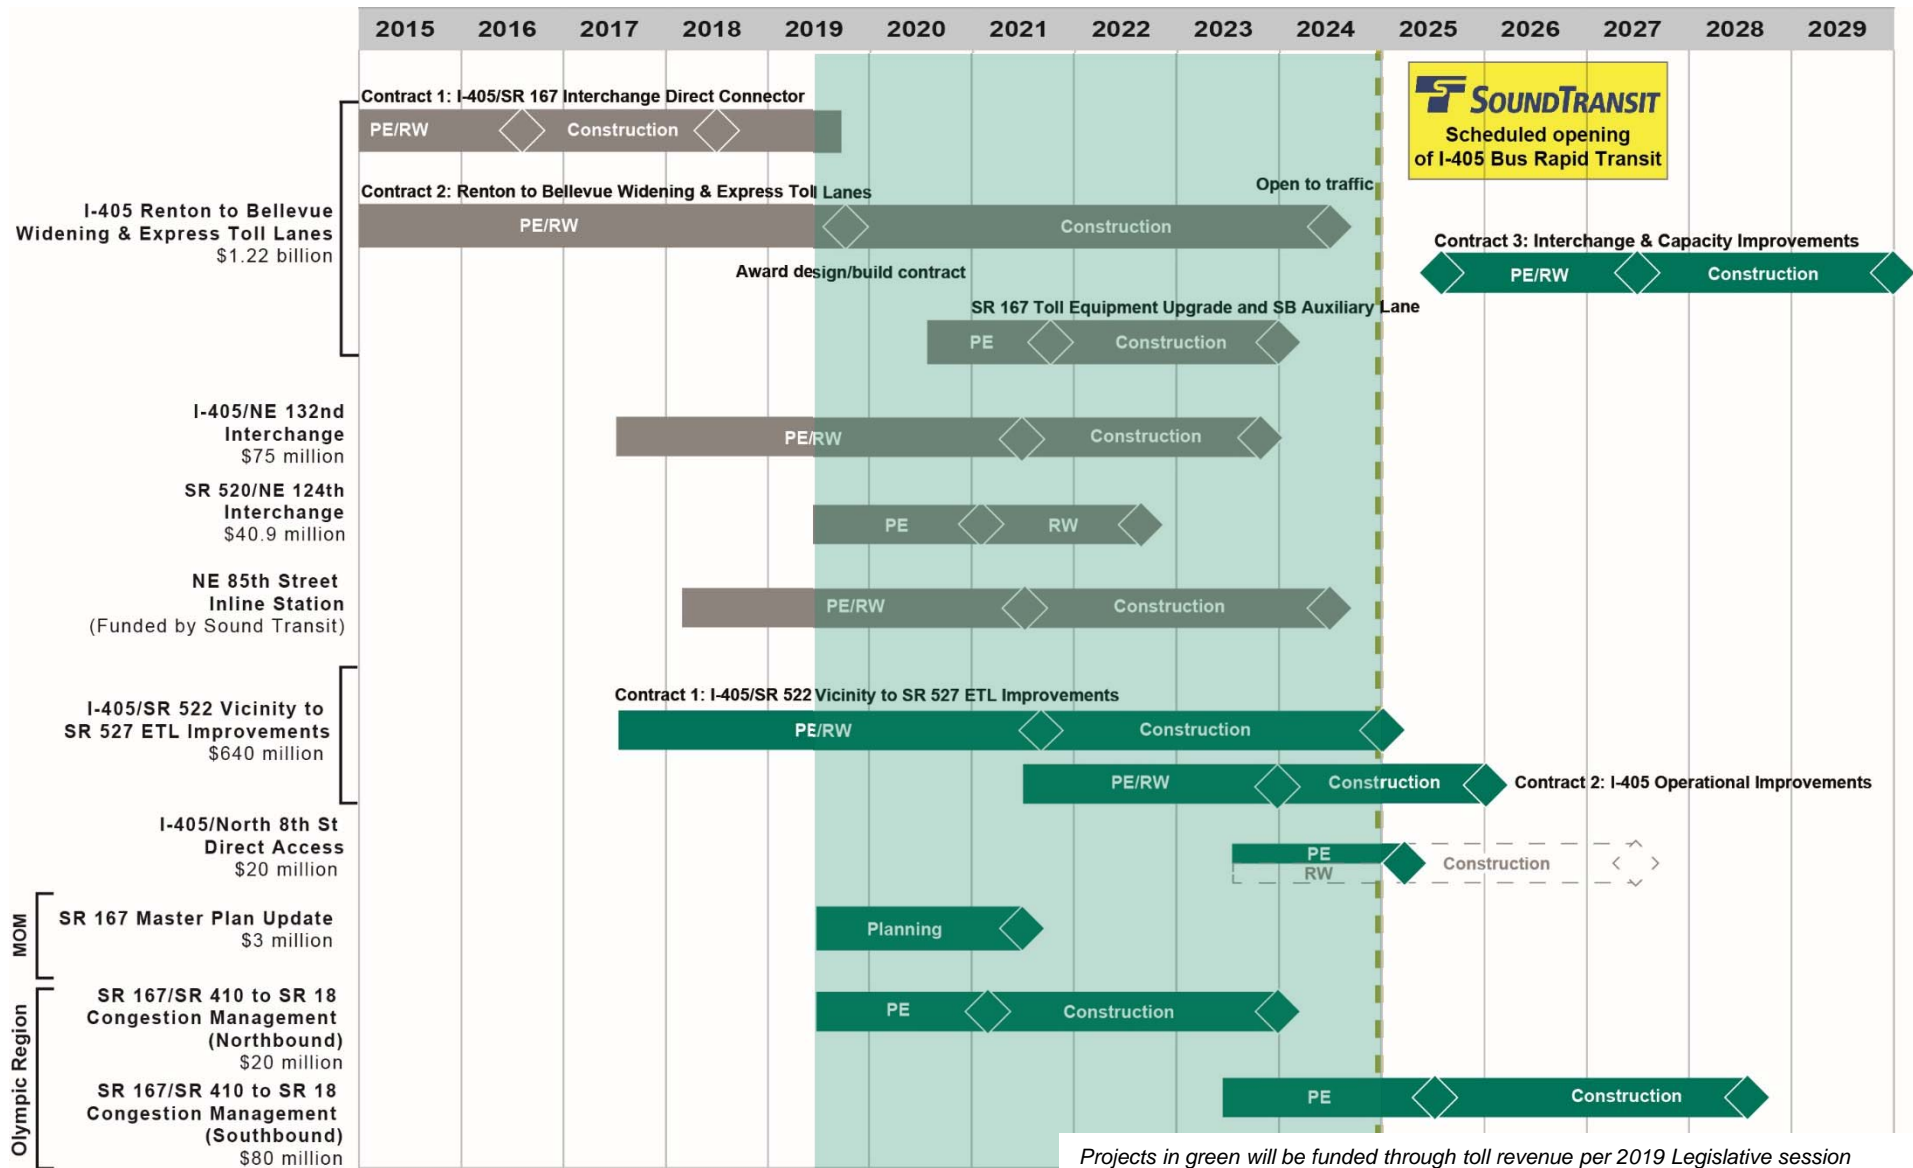 2015 2016 2017 2018 2019 2020 2021 2022 2023 2024 2025 2026 2027 2028 2029
SOUNDTRANSIT
Scheduled opening
of I-405 Bus Rapid Transit
I-405 Renton to Bellevue
Widening & Express Toll Lanes
$1.22 billion
Contract 1: I-405/SR 167 Interchange Direct Connector
PE/RW Construction
Contract 2: Renton to Bellevue Widening & Express Toll Lanes
Open to traffic
PE/RW Construction
Award design/build contract
Contract 3: Interchange & Capacity Improvements
PE/RW Construction
SR 167 Toll Equipment Upgrade and SB Auxiliary Lane
PE Construction
I-405/NE 132nd
Interchange
$75 million
PE/RW Construction
SR 520/NE 124th
Interchange
$40.9 million
PE RW
NE 85th Street
Inline Station
(Funded by Sound Transit)
PE/RW Construction
I-405/SR 522 Vicinity to
SR 527 ETL Improvements
$640 million
Contract 1: I-405/SR 522 Vicinity to SR 527 ETL Improvements
PE/RW Construction
PE/RW Construction Contract 2: I-405 Operational Improvements
I-405/North 8th St
Direct Access
$20 million
PE
RW
Construction
MOM
SR 167 Master Plan Update
$3 million
Planning
Olympic Region
SR 167/SR 410 to SR 18
Congestion Management
(Northbound)
$20 million
PE Construction
SR 167/SR 410 to SR 18
Congestion Management
(Southbound)
$80 million
PE Construction
Projects in green will be funded through toll revenue per 2019 Legislative session